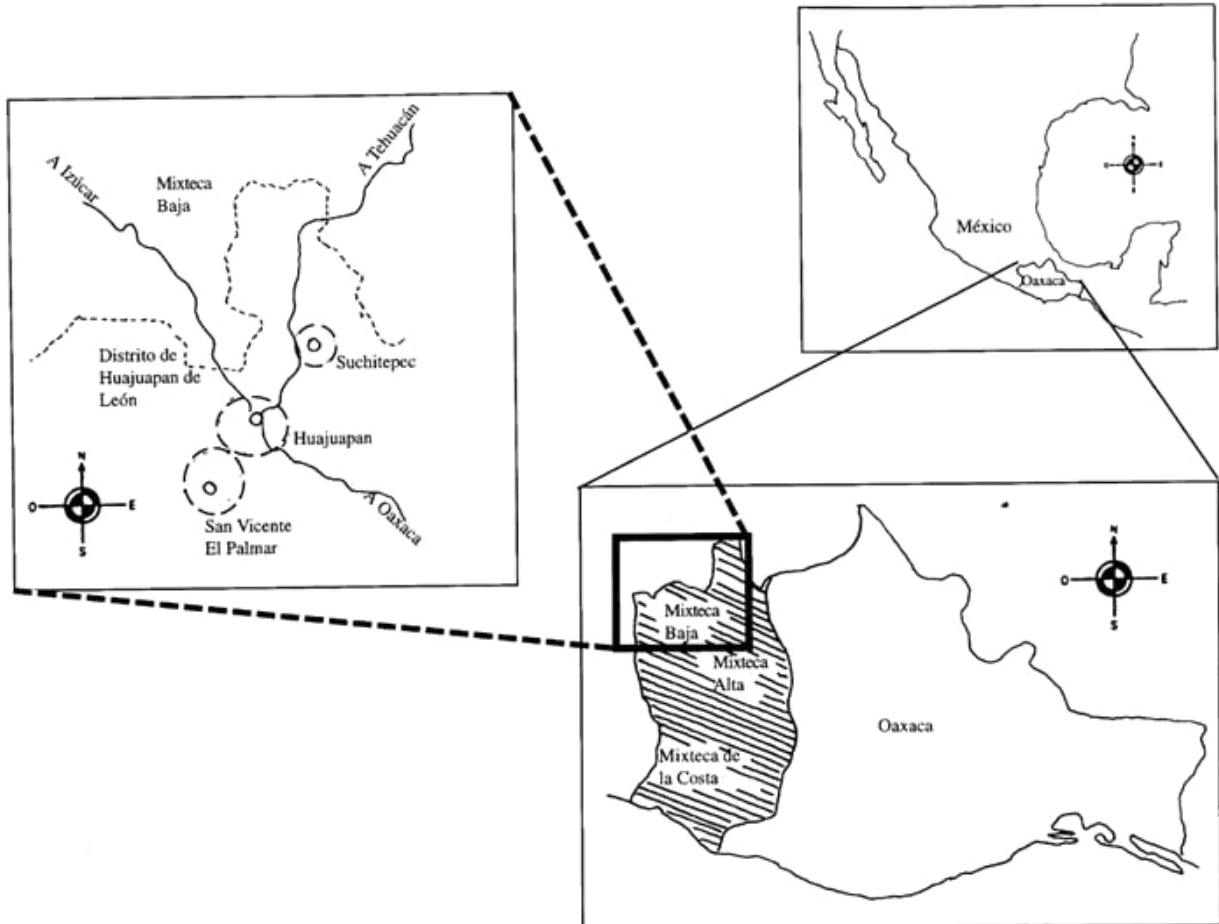 A Izúcar
Mixteca
Baja
A Tehuacán
Distrito de
Huajuapan de
León
Suchitepec
Huajuapan
San Vicente
El Palmar
A Oaxaca
N
O
E
S
México
Oaxaca
N
O
E
S
Mixteca
Baja
Mixteca
Alta
Mixteca de
la Costa
Oaxaca
N
O
E
S